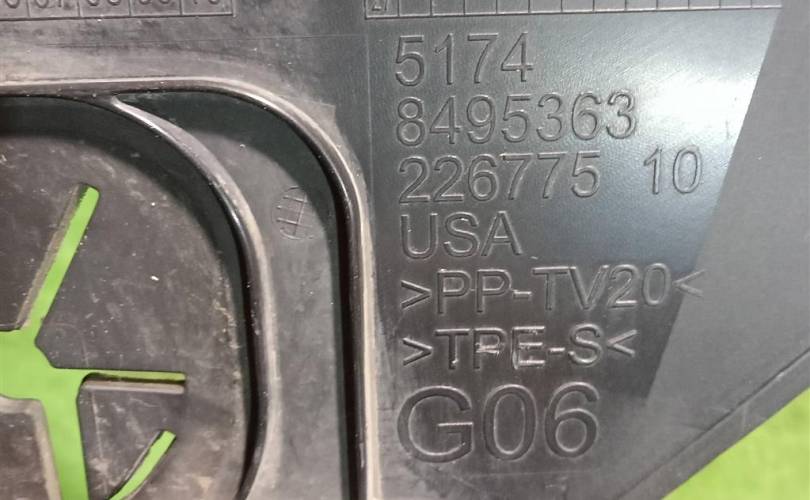 5174
8495363
226775 10
USA
>PP-TV20<
>TPE-S<
G06